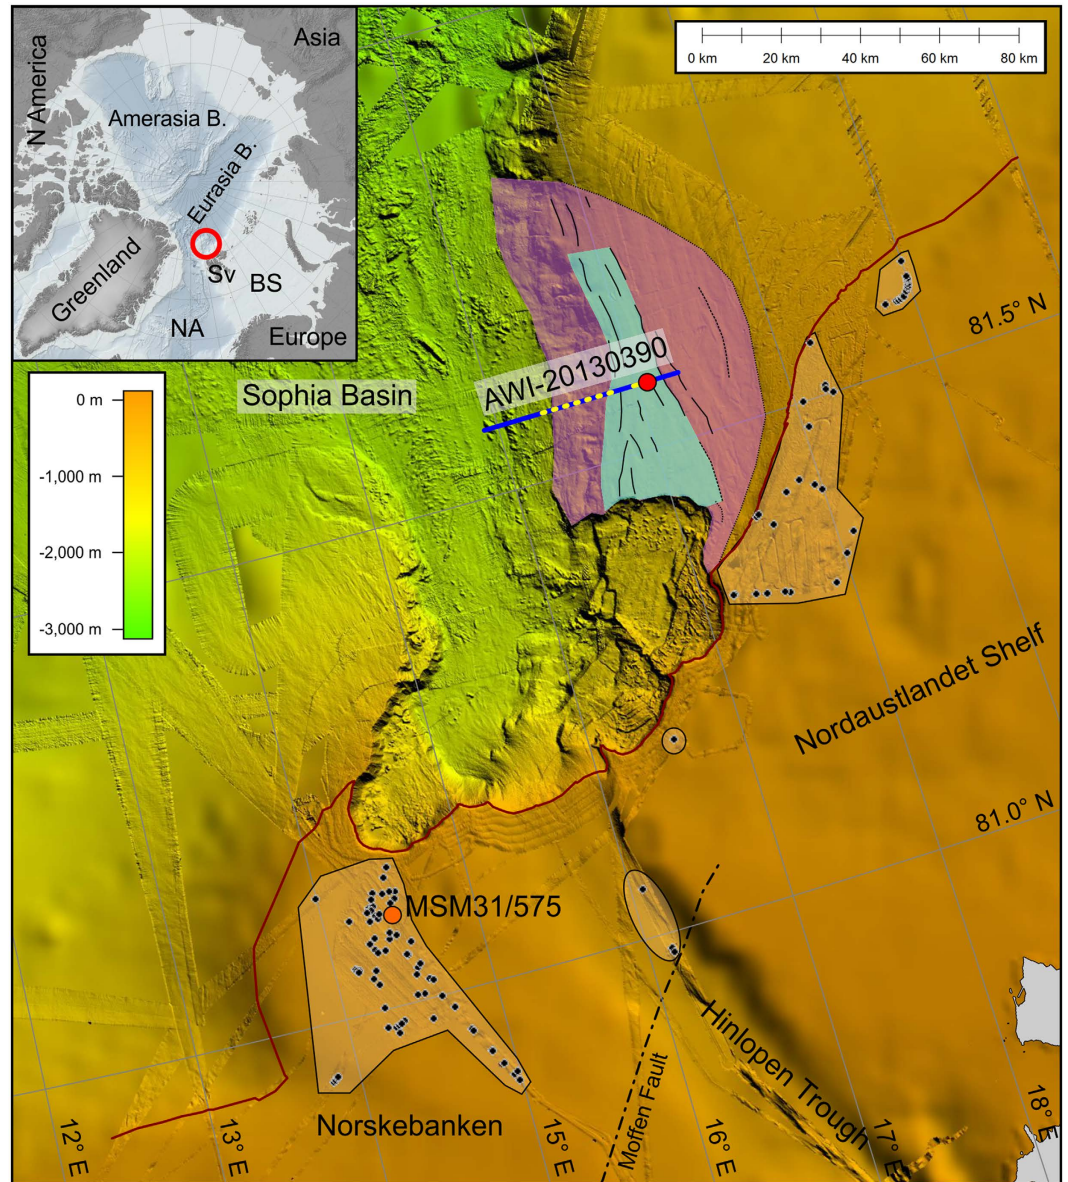 N America
Asia
Amerasia B.
Eurasia B.
Greenland
Sv
BS
NA
Europe
0 km
20 km
40 km
60 km
80 km
81.5° N
AWI-20130390
Sophia Basin
0 m
-1,000 m
-2,000 m
-3,000 m
Nordaustlandet Shelf
81.0° N
MSM31/575
Hinlopen Trough
Moffen Fault
Norskebanken
12° E
13° E
15° E
16° E
17° E
18° E